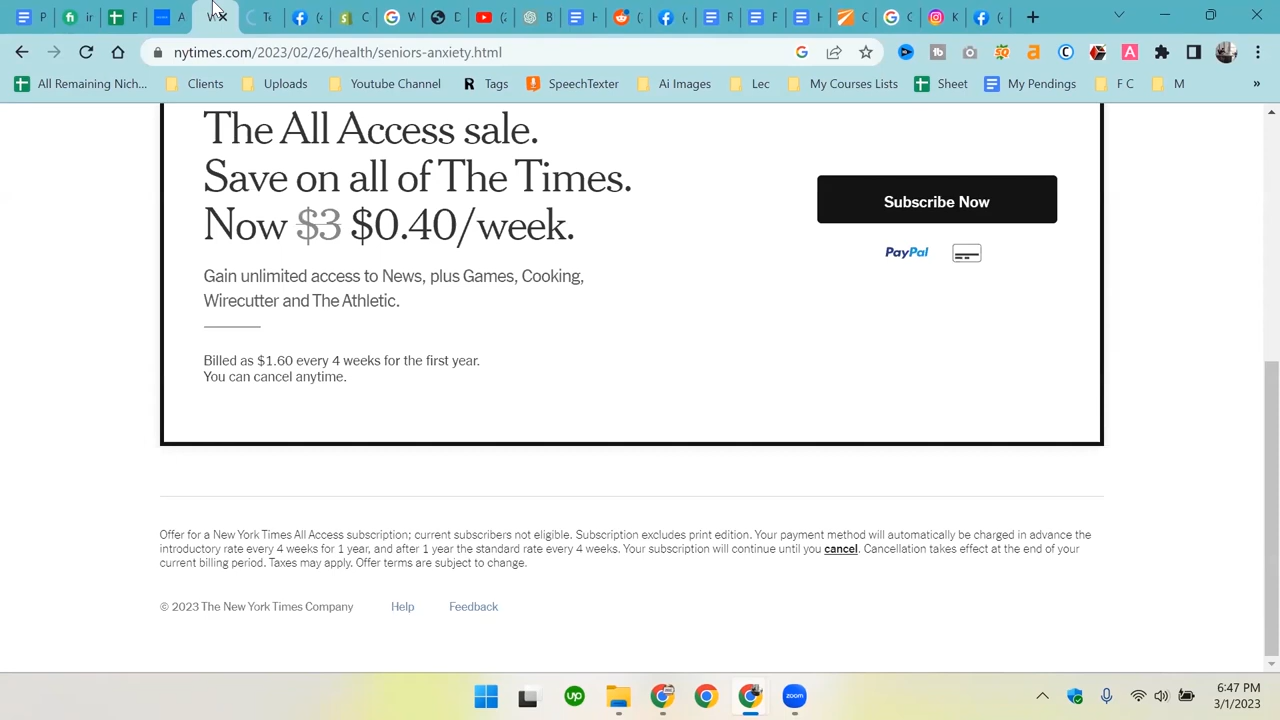 P
F
S
C
G
W
C
B
B
B
nytimes.com/2023/02/26/health/seniors-anxiety.html
All Remaining Nich...
Clients
Uploads
Youtube Channel
R Tags
SpeechTexter
Ai Images
Lec
My Courses Lists
Sheet
My Pendings
F C
M
»
The All Access sale.
Save on all of The Times.
Now $3 $0.40/week.
Gain unlimited access to News, plus Games, Cooking,
Wirecutter and The Athletic.
Billed as $1.60 every 4 weeks for the first year.
You can cancel anytime.
Subscribe Now
PayPal
Offer for a New York Times All Access subscription; current subscribers not eligible. Subscription excludes print edition. Your payment method will automatically be charged in advance the
introductory rate every 4 weeks for 1 year, and after 1 year the standard rate every 4 weeks. Your subscription will continue until you cancel. Cancellation takes effect at the end of your
current billing period. Taxes may apply. Offer terms are subject to change.
© 2023 The New York Times Company
Help
Feedback
up
zoom
6:47 PM
3/1/2023